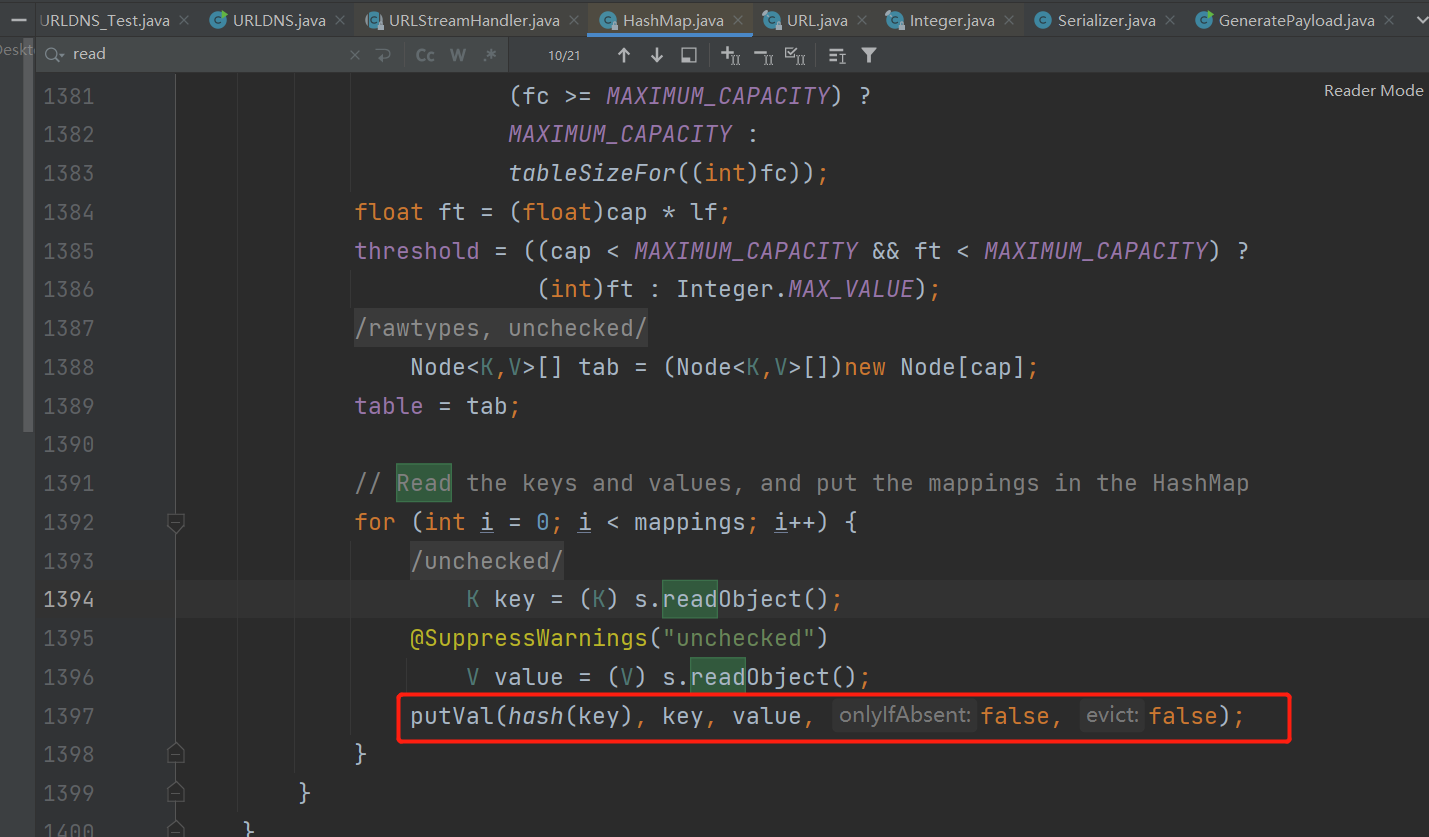 URLDNS_Test.java × URLDNS.java × URLStreamHandler.java × HashMap.java × URL.java × Integer.java × Serializer.java × GeneratePayload.java ×
Deskt
read × Cc W .* 10/21
Reader Mode
1381 (fc >= MAXIMUM_CAPACITY) ?
1382 MAXIMUM_CAPACITY :
1383 tableSizeFor((int)fc));
1384 float ft = (float)cap * lf;
1385 threshold = ((cap < MAXIMUM_CAPACITY && ft < MAXIMUM_CAPACITY) ?
1386 (int)ft : Integer.MAX_VALUE);
1387 /rawtypes, unchecked/
1388 Node<K,V>[] tab = (Node<K,V>[])new Node[cap];
1389 table = tab;
1390
1391 // Read the keys and values, and put the mappings in the HashMap
1392 for (int i = 0; i < mappings; i++) {
1393 /unchecked/
1394 K key = (K) s.readObject();
1395 @SuppressWarnings("unchecked")
1396 V value = (V) s.readObject();
1397 putVal(hash(key), key, value, onlyIfAbsent: false, evict: false);
1398 }
1399 }
1400 }